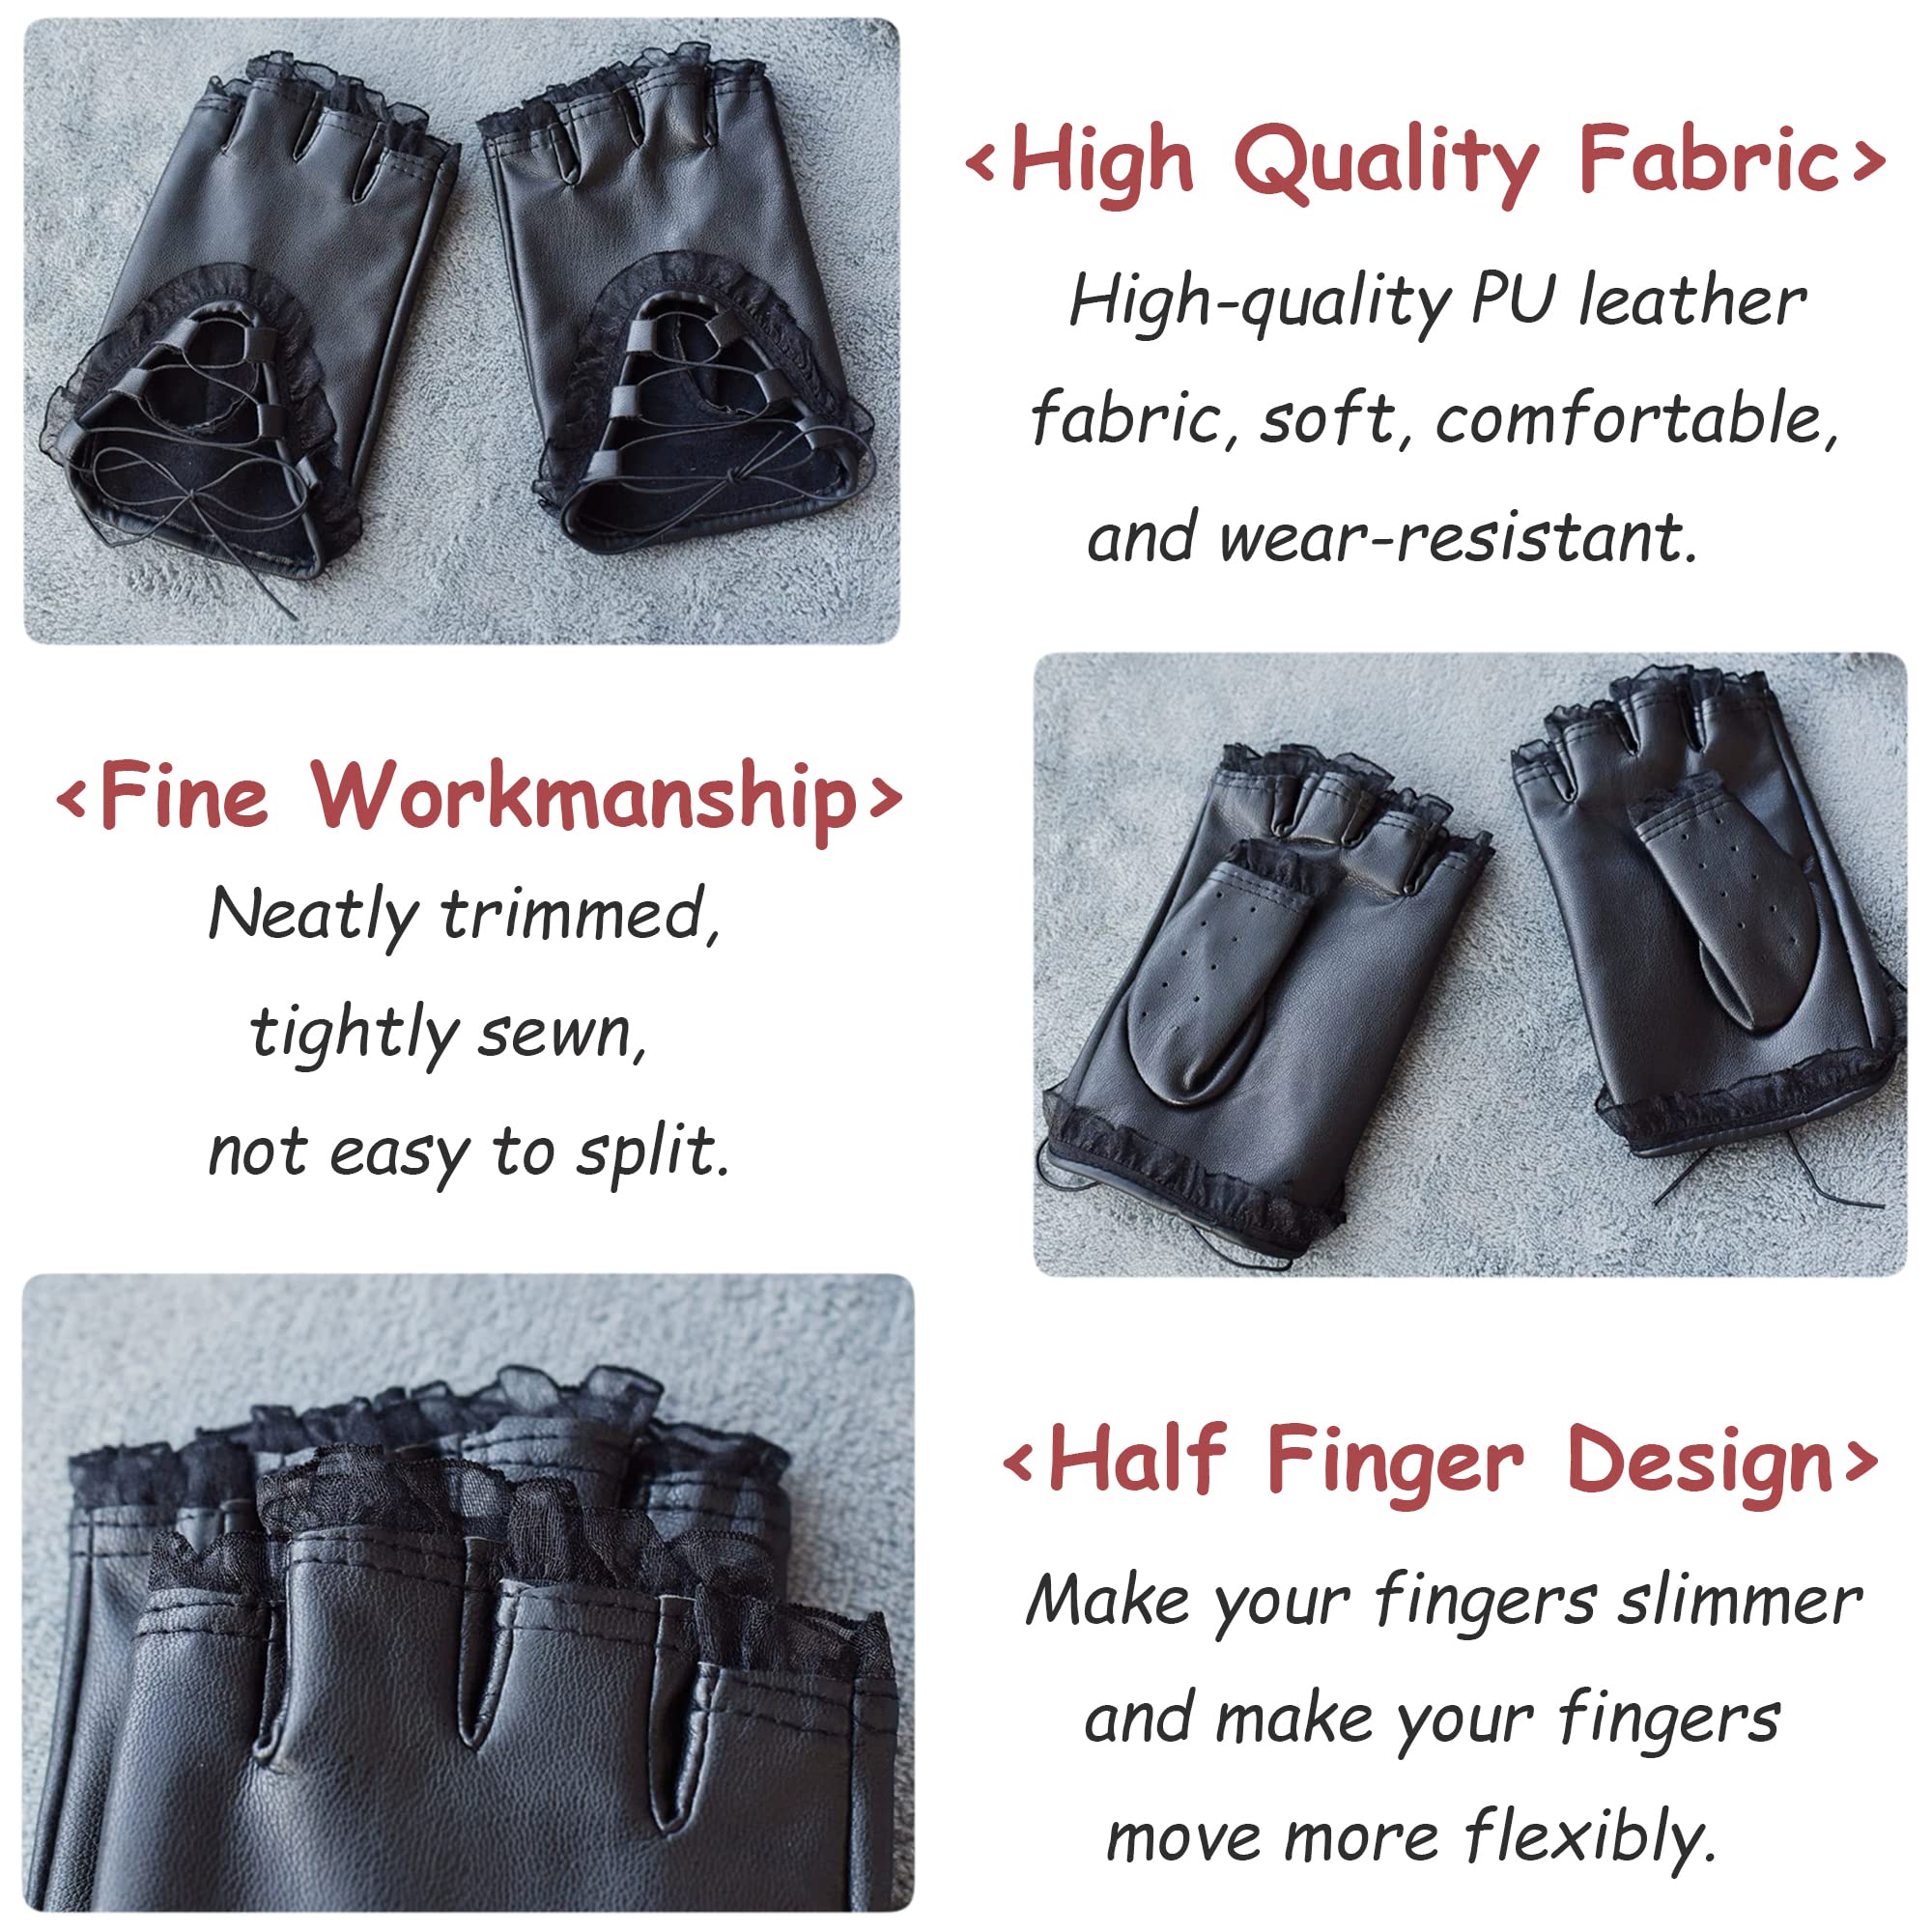 <High Quality Fabric>
High-quality PU leather
fabric, soft, comfortable,
and wear-resistant.
<Fine Workmanship>
Neatly trimmed,
tightly sewn,
not easy to split.
<Half Finger Design>
Make your fingers slimmer
and make your fingers
move more flexibly.